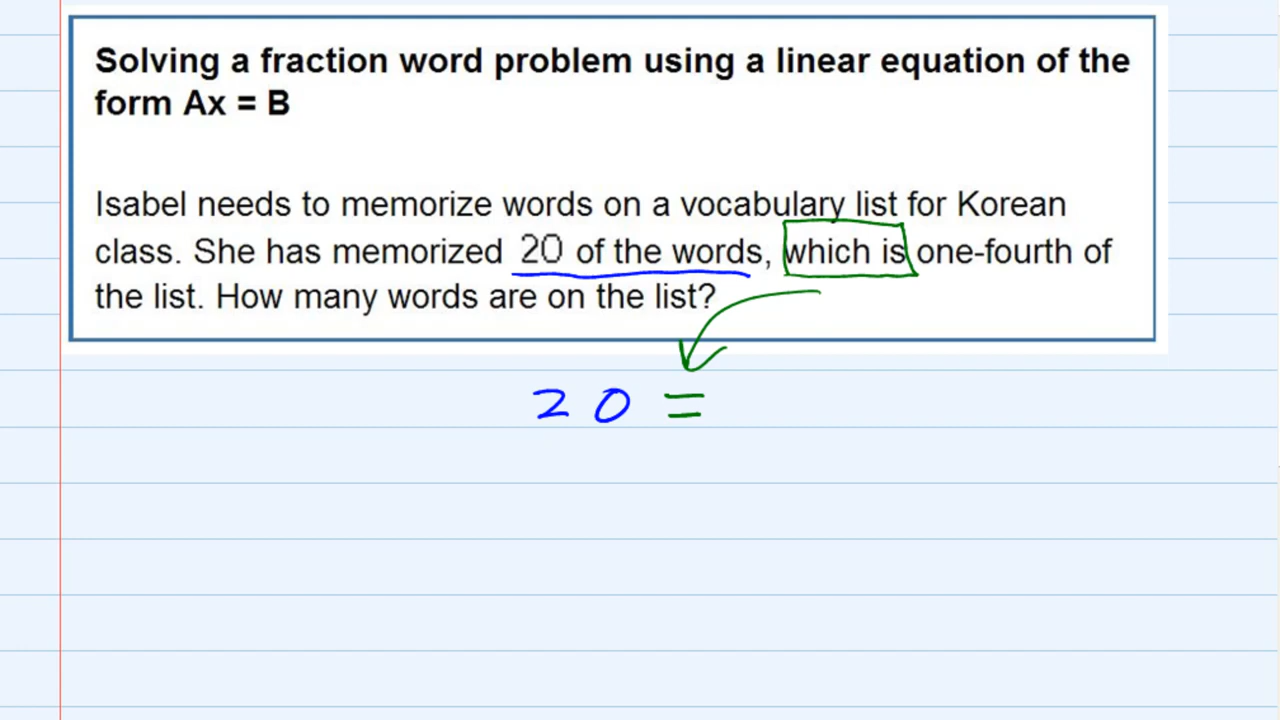 Solving a fraction word problem using a linear equation of the
form Ax = B
Isabel needs to memorize words on a vocabulary list for Korean
class. She has memorized 20 of the words, which is one-fourth of
the list. How many words are on the list?
20 =